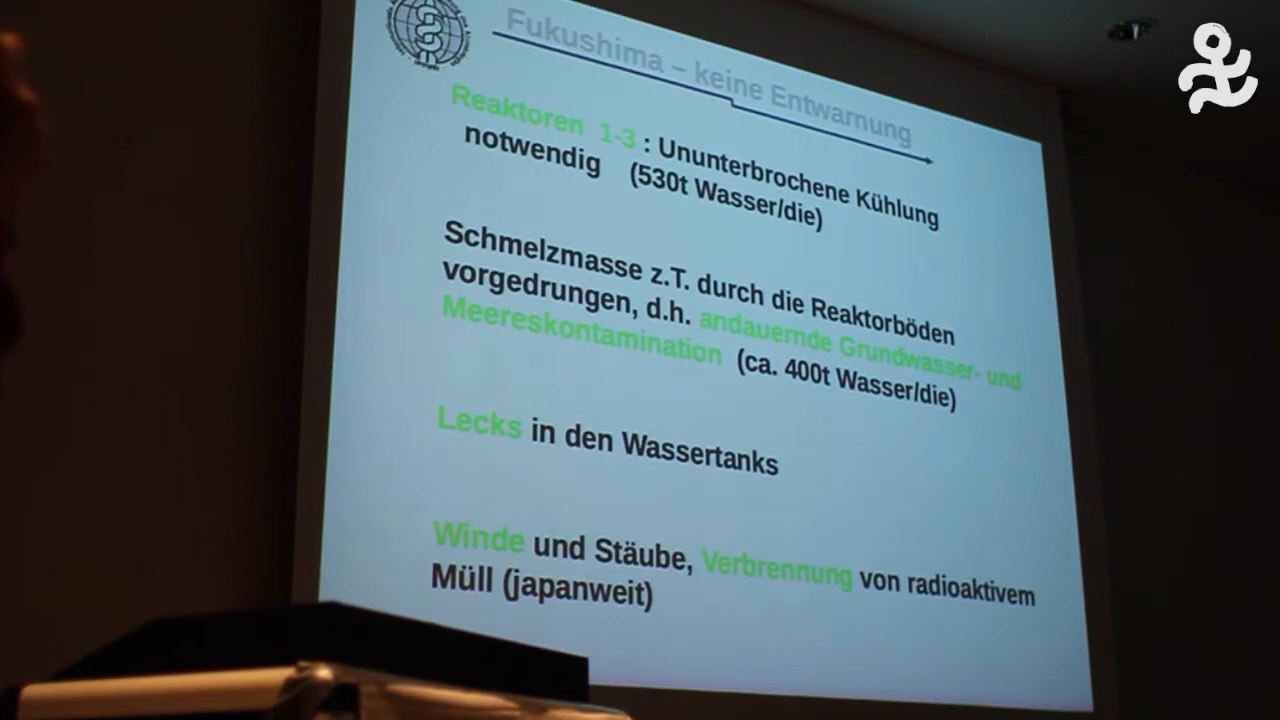 Fukushima – keine Entwarnung
Reaktoren 1-3 : Ununterbrochene Kühlung
notwendig (530t Wasser/die)
Schmelzmasse z.T. durch die Reaktorböden
vorgedrungen, d.h. andauernde Grundwasser- und
Meereskontamination (ca. 400t Wasser/die)
Lecks in den Wassertanks
Winde und Stäube, Verbrennung von radioaktivem
Müll (japanweit)